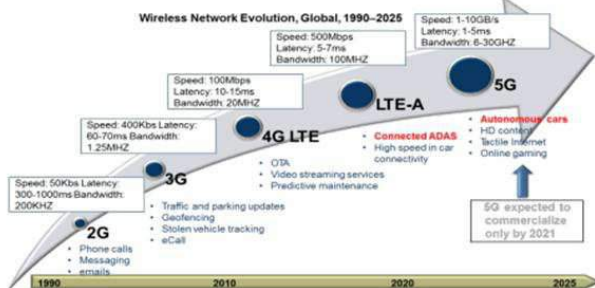 Wireless Network Evolution, Global, 1990–2025
Speed: 50Kbs Latency:
300-1000ms Bandwidth:
200KHZ
2G
• Phone calls
• Messaging
• emails
Speed: 400Kbs Latency:
60-70ms Bandwidth:
1.25MHZ
3G
• Traffic and parking updates
• Geofencing
• Stolen vehicle tracking
• eCall
Speed: 100Mbps
Latency: 10-15ms
Bandwidth: 20MHZ
4G LTE
• OTA
• Video streaming services
• Predictive maintenance
Speed: 500Mbps
Latency: 5-7ms
Bandwidth: 100MHZ
LTE-A
• Connected ADAS
• High speed in car
connectivity
Speed: 1-10GB/s
Latency: 1-5ms
Bandwidth: 6-30GHZ
5G
• Autonomous cars
• HD content
• Tactile Internet
• Online gaming
5G expected to
commercialize
only by 2021
1990
2010
2020
2025